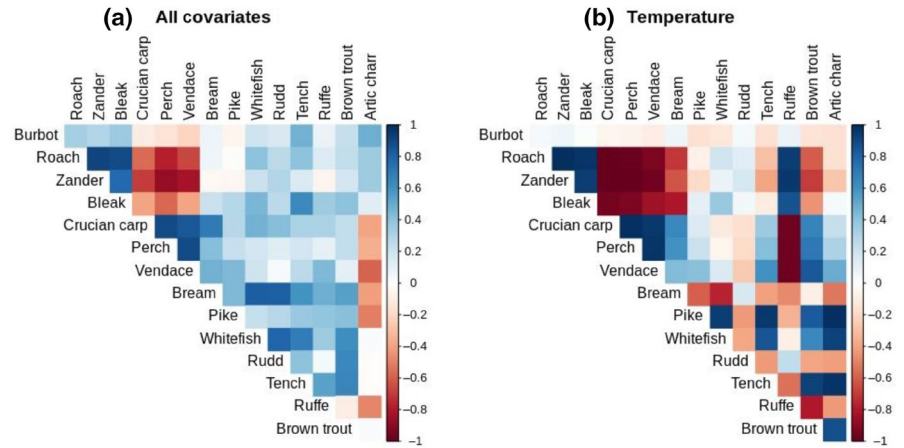 (a) All covariates
Roach
Zander
Bleak
Crucian carp
Perch
Vendace
Bream
Pike
Whitefish
Rudd
Tench
Ruffe
Brown trout
Artic charr
Burbot
Roach
Zander
Bleak
Crucian carp
Perch
Vendace
Bream
Pike
Whitefish
Rudd
Tench
Ruffe
Brown trout
1
0.8
0.6
0.4
0.2
0
−0.2
−0.4
−0.6
−0.8
−1
(b) Temperature
Roach
Zander
Bleak
Crucian carp
Perch
Vendace
Bream
Pike
Whitefish
Rudd
Tench
Ruffe
Brown trout
Artic charr
Burbot
Roach
Zander
Bleak
Crucian carp
Perch
Vendace
Bream
Pike
Whitefish
Rudd
Tench
Ruffe
Brown trout
1
0.8
0.6
0.4
0.2
0
−0.2
−0.4
−0.6
−0.8
−1